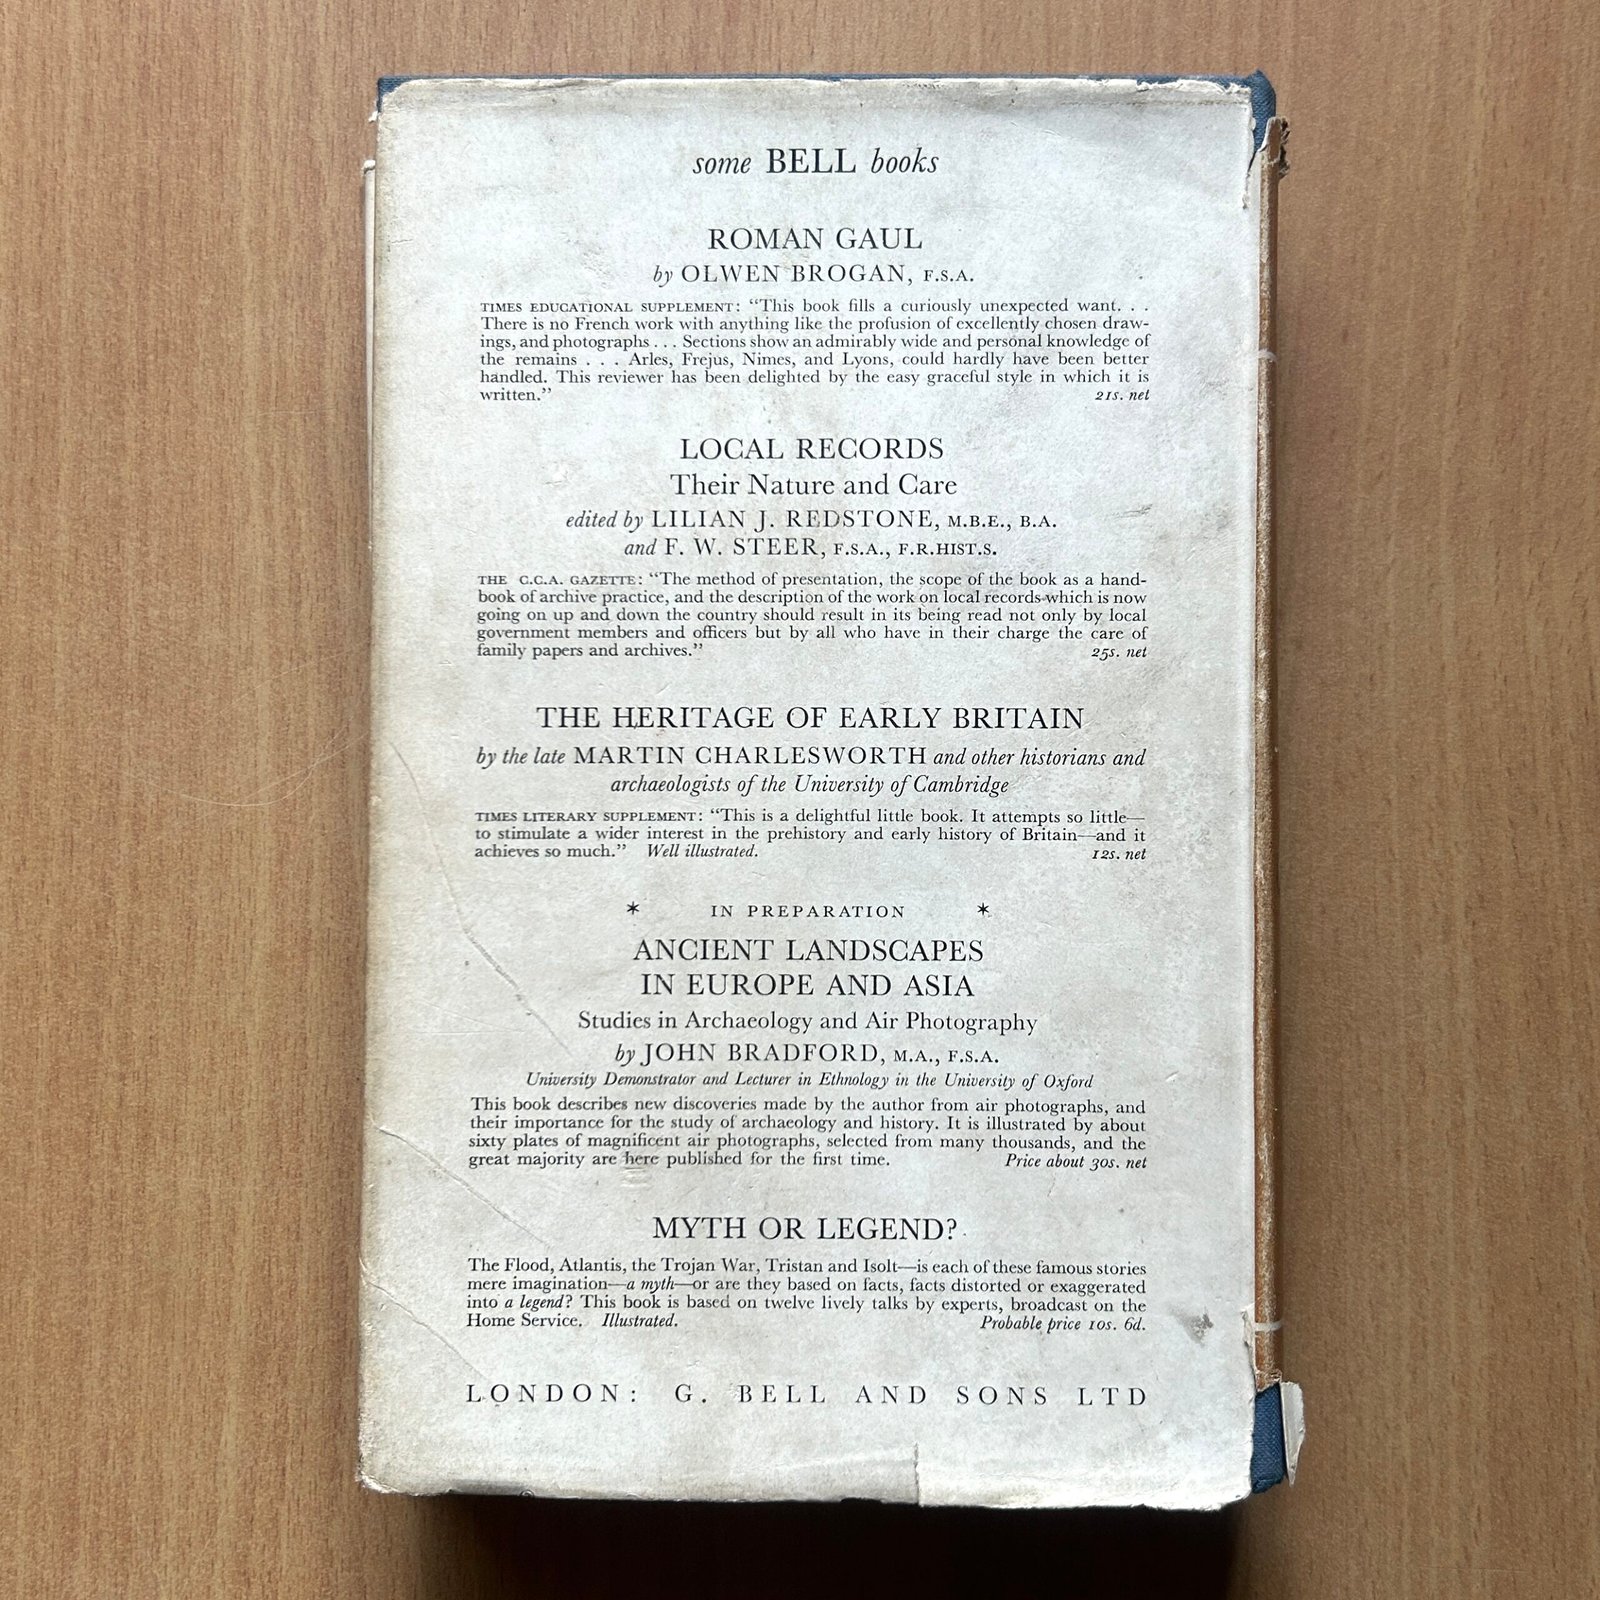 some BELL books
ROMAN GAUL
by OLWEN BROGAN, F.S.A.
TIMES EDUCATIONAL SUPPLEMENT: “This book fills a curiously unexpected want. . .
There is no French work with anything like the profusion of excellently chosen draw-
ings, and photographs . . . Sections show an admirably wide and personal knowledge of
the remains . . . Arles, Frejus, Nimes, and Lyons, could hardly have been better
handled. This reviewer has been delighted by the easy graceful style in which it is
written.” 21s. net
LOCAL RECORDS
Their Nature and Care
edited by LILIAN J. REDSTONE, M.B.E., B.A.
and F. W. STEER, F.S.A., F.R.HIST.S.
THE C.C.A. GAZETTE: “The method of presentation, the scope of the book as a hand-
book of archive practice, and the description of the work on local records which is now
going on up and down the country should result in its being read not only by local
government members and officers but by all who have in their charge the care of
family papers and archives.” 25s. net
THE HERITAGE OF EARLY BRITAIN
by the late MARTIN CHARLESWORTH and other historians and
archaeologists of the University of Cambridge
TIMES LITERARY SUPPLEMENT: “This is a delightful little book. It attempts so little—
to stimulate a wider interest in the prehistory and early history of Britain—and it
achieves so much.” Well illustrated. 12s. net
* IN PREPARATION *
ANCIENT LANDSCAPES
IN EUROPE AND ASIA
Studies in Archaeology and Air Photography
by JOHN BRADFORD, M.A., F.S.A.
University Demonstrator and Lecturer in Ethnology in the University of Oxford
This book describes new discoveries made by the author from air photographs, and
their importance for the study of archaeology and history. It is illustrated by about
sixty plates of magnificent air photographs, selected from many thousands, and the
great majority are here published for the first time. Price about 30s. net
MYTH OR LEGEND?
The Flood, Atlantis, the Trojan War, Tristan and Isolt—is each of these famous stories
mere imagination—a myth—or are they based on facts, facts distorted or exaggerated
into a legend? This book is based on twelve lively talks by experts, broadcast on the
Home Service. Illustrated. Probable price 10s. 6d.
LONDON: G. BELL AND SONS LTD